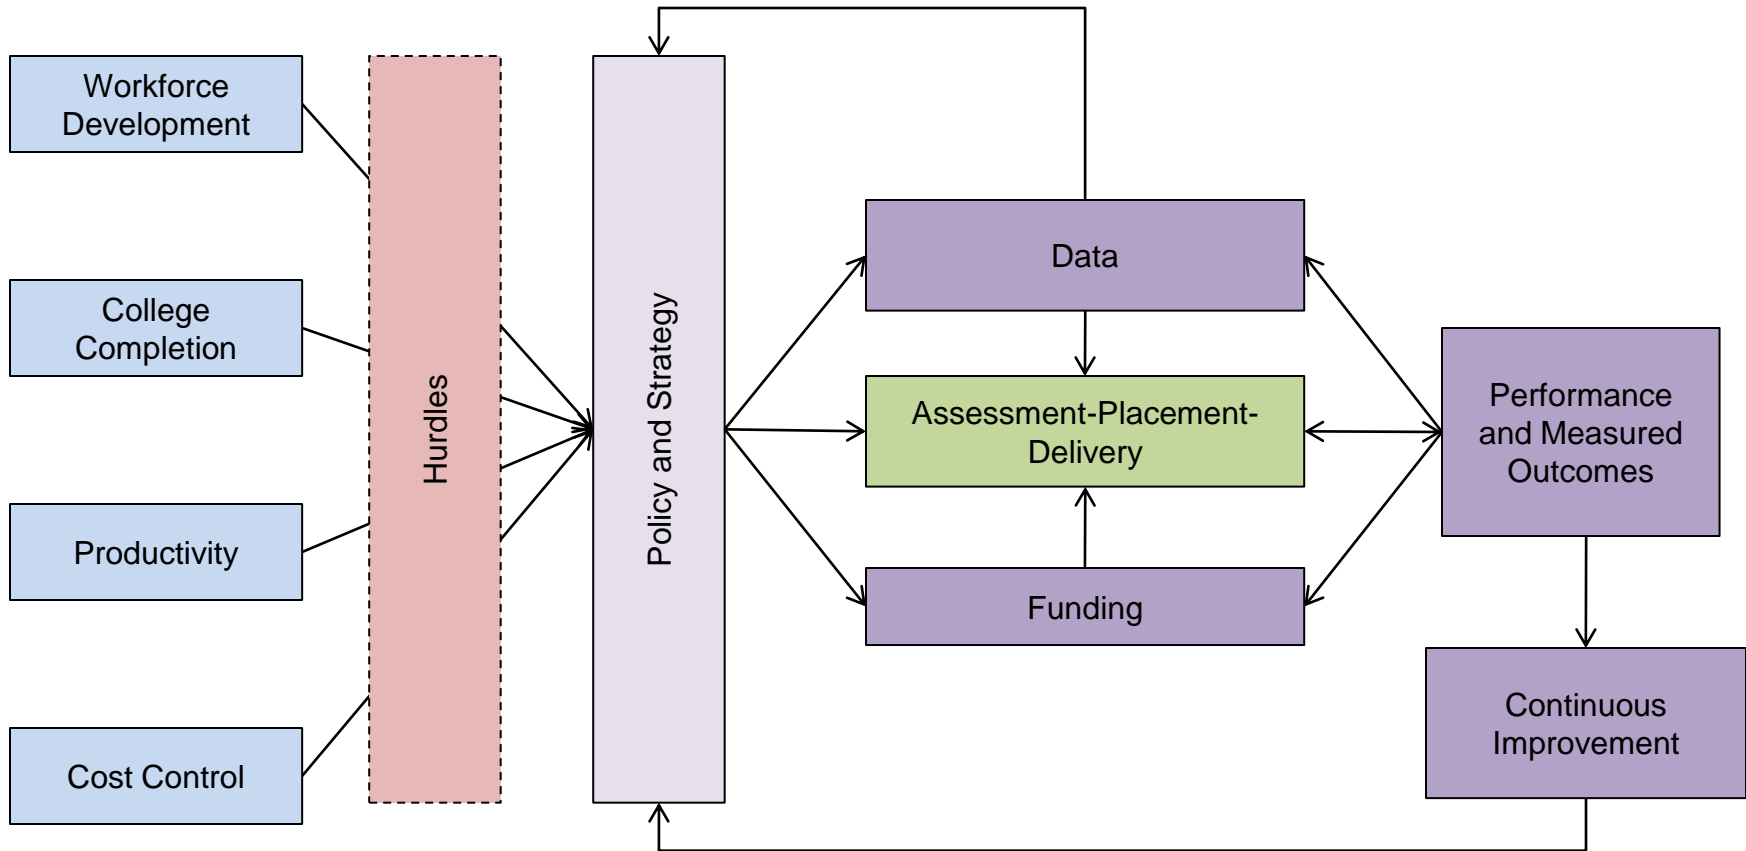 Workforce
Development
College
Completion
Productivity
Cost Control
Hurdles
Policy and Strategy
Data
Assessment-Placement-
Delivery
Funding
Performance
and Measured
Outcomes
Continuous
Improvement